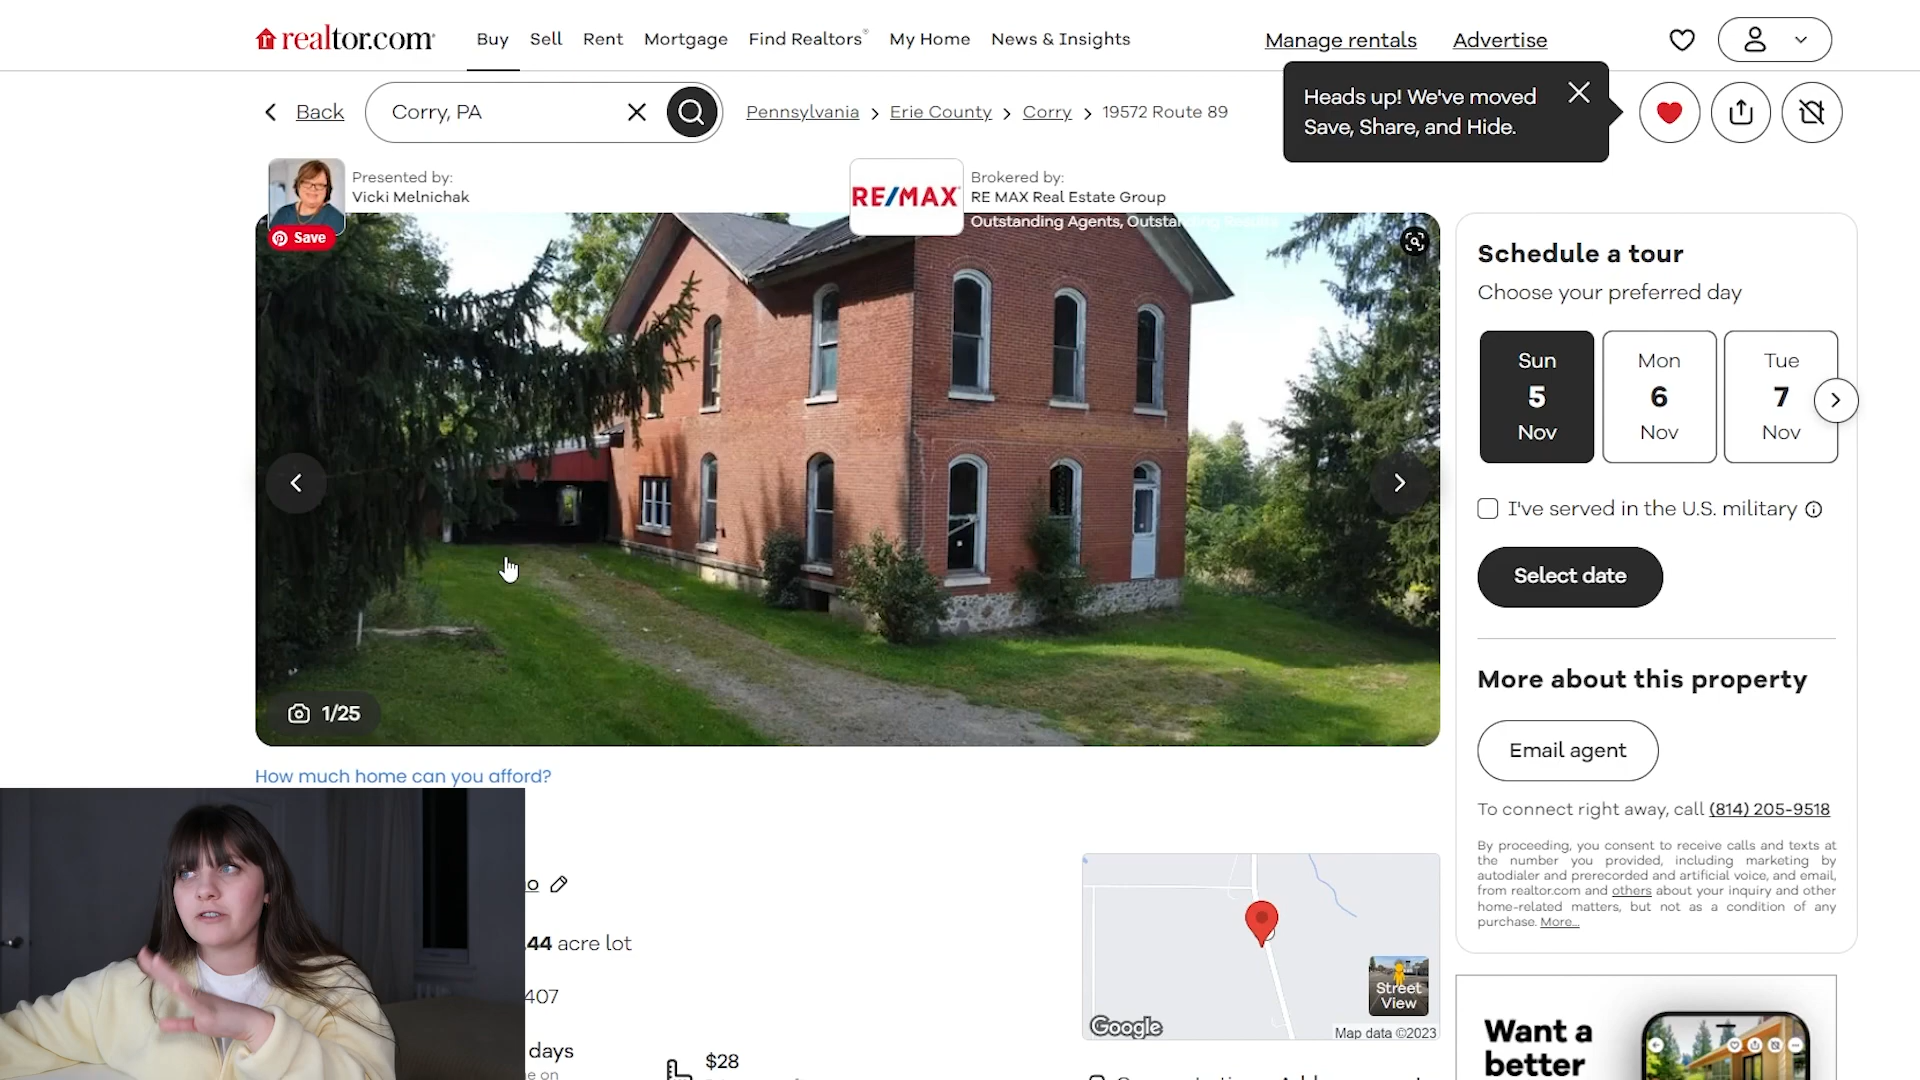 realtor.com
Buy Sell Rent Mortgage Find Realtors® My Home News & Insights
Manage rentals Advertise
Back
Corry, PA
Pennsylvania > Erie County > Corry > 19572 Route 89
Heads up! We've moved
Save, Share, and Hide.
Presented by:
Vicki Melnichak
RE/MAX
Brokered by:
RE MAX Real Estate Group
Outstanding Agents, Outstanding Results
Save
1/25
How much home can you afford?
Schedule a tour
Choose your preferred day
Sun
5
Nov
Mon
6
Nov
Tue
7
Nov
I've served in the U.S. military
Select date
More about this property
Email agent
To connect right away, call (814) 205-9518
By proceeding, you consent to receive calls and texts at
the number you provided, including marketing by
autodialer and prerecorded and artificial voice, and email,
from realtor.com and others about your inquiry and other
home-related matters, but not as a condition of any
purchase. More...
44 acre lot
407
days
e on
$28
Street
View
Google
Map data ©2023
Want a
better